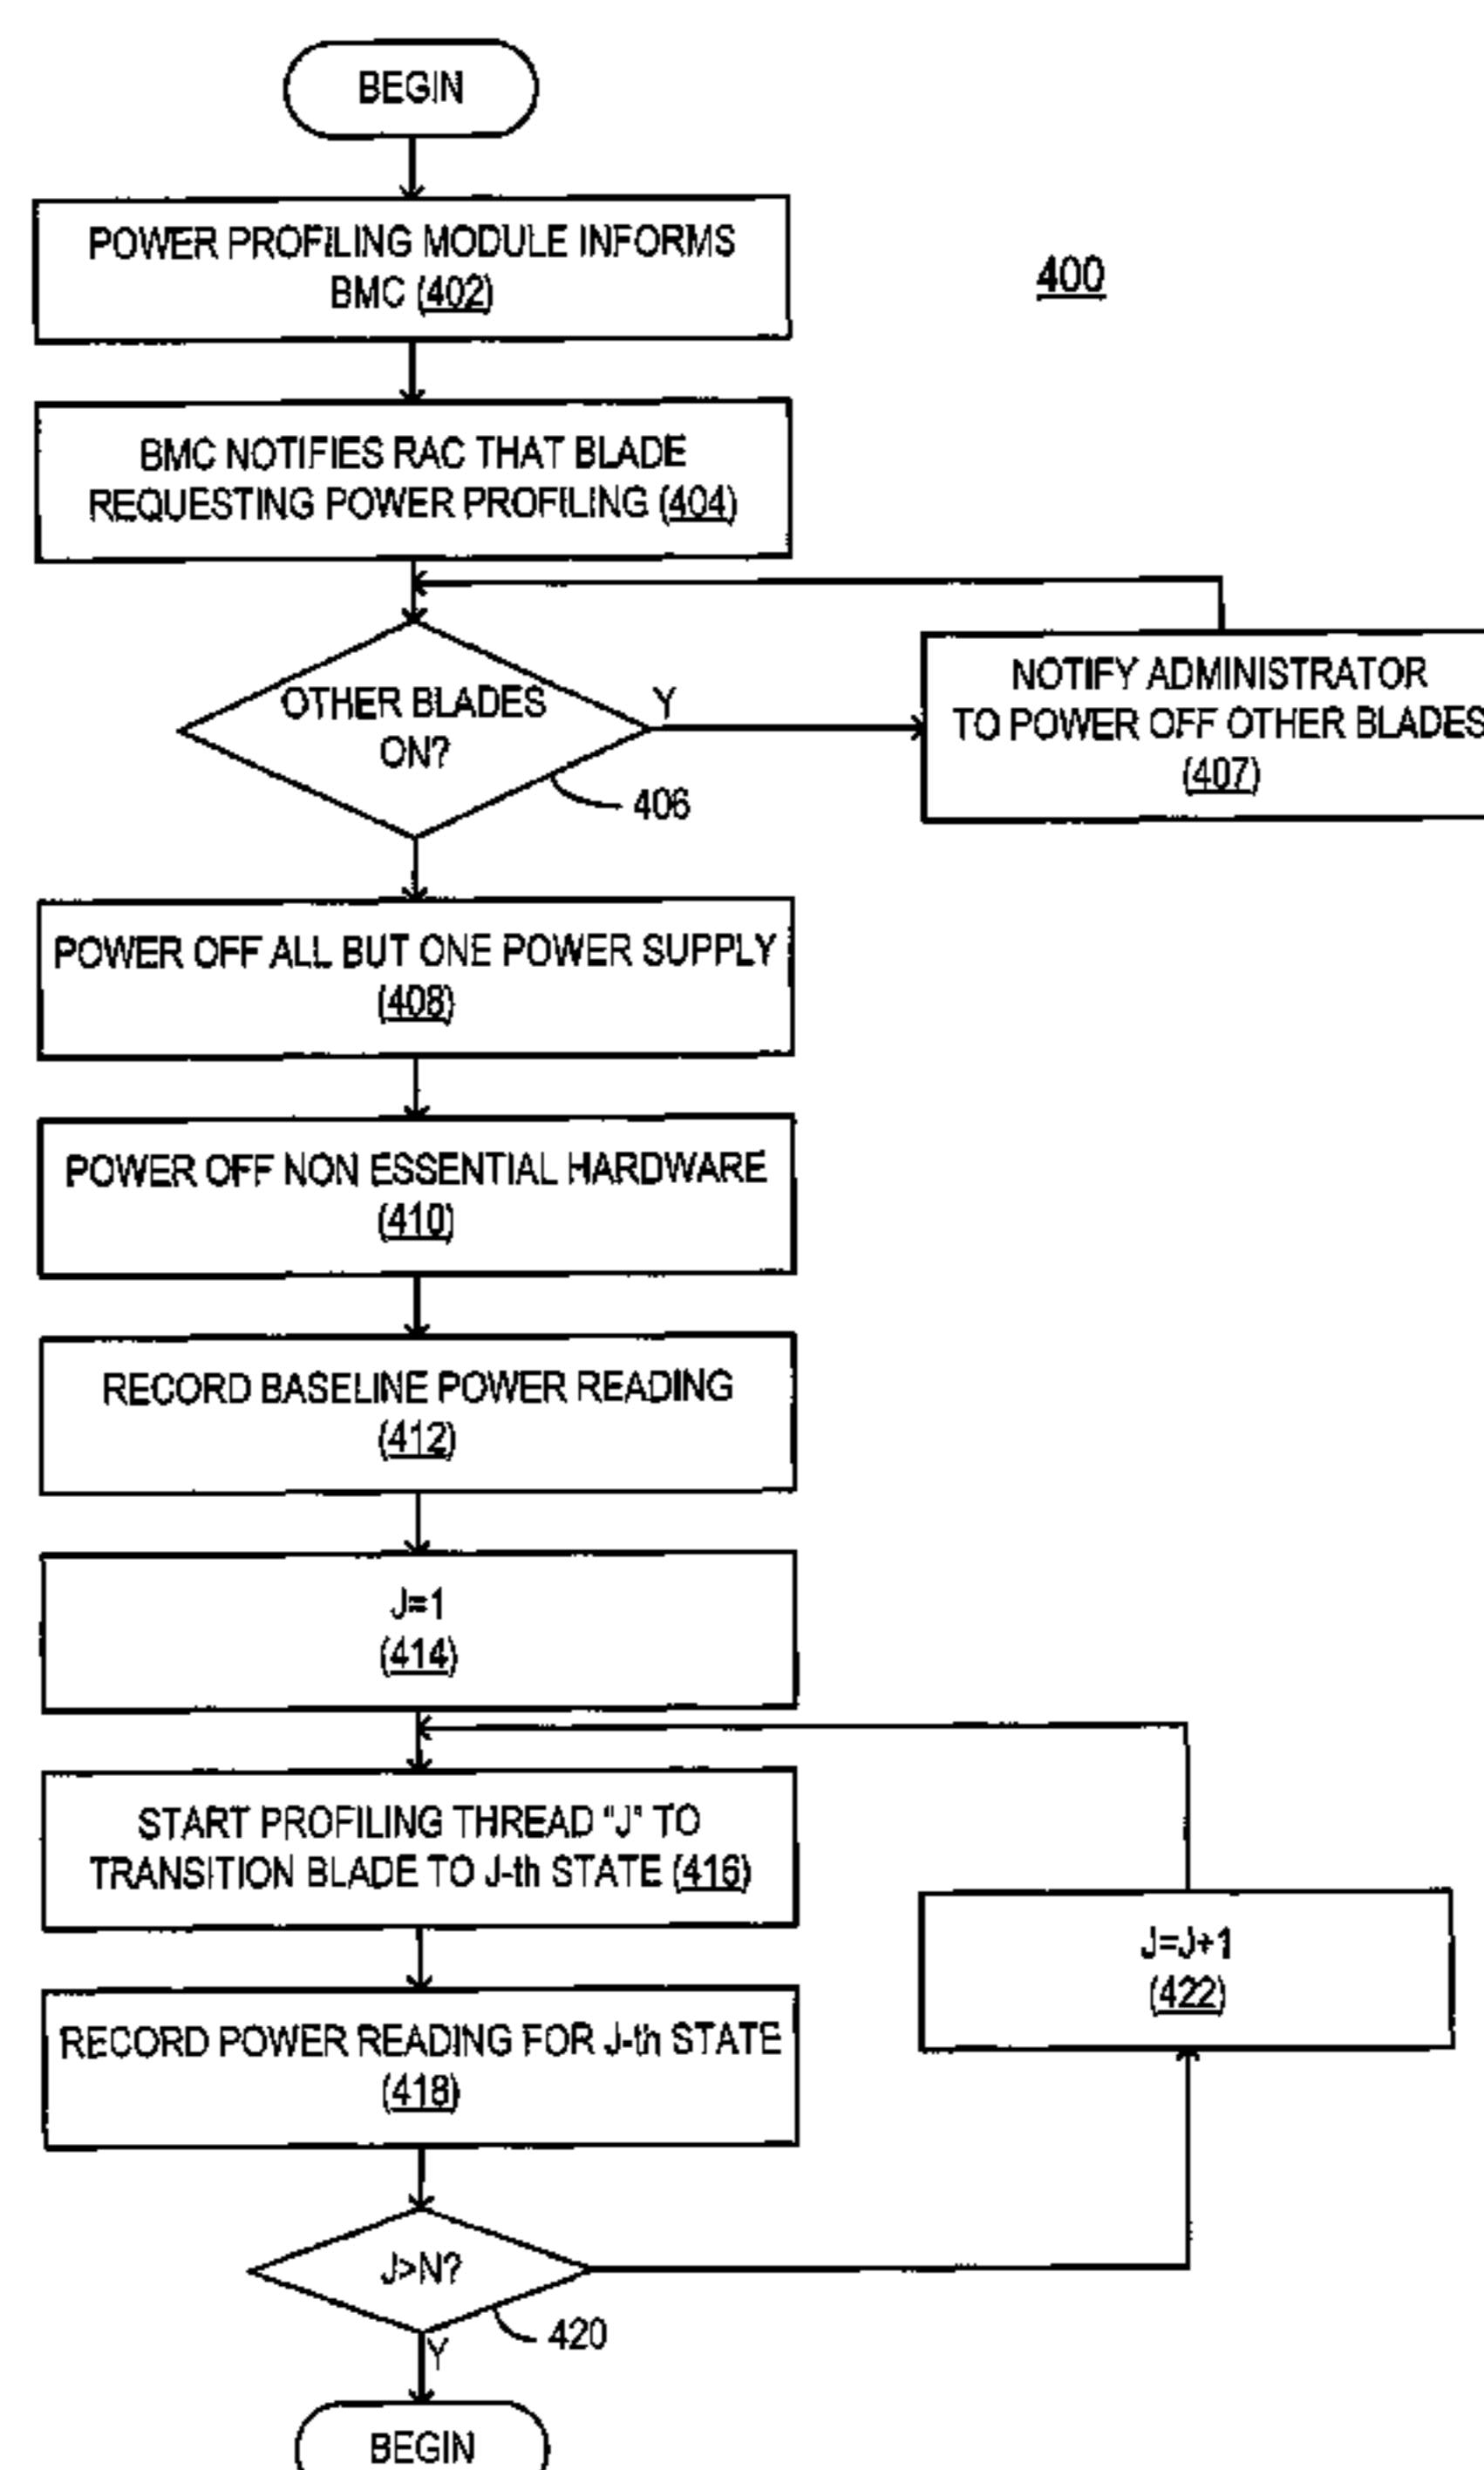 BEGIN
POWER PROFILING MODULE INFORMS
BMC (402)
400
BMC NOTIFIES RAC THAT BLADE
REQUESTING POWER PROFILING (404)
OTHER BLADES
ON?
Y
406
NOTIFY ADMINISTRATOR
TO POWER OFF OTHER BLADES
(407)
POWER OFF ALL BUT ONE POWER SUPPLY
(408)
POWER OFF NON ESSENTIAL HARDWARE
(410)
RECORD BASELINE POWER READING
(412)
J=1
(414)
START PROFILING THREAD "J" TO
TRANSITION BLADE TO J-th STATE (416)
J=J+1
(422)
RECORD POWER READING FOR J-th STATE
(418)
J>N?
420
Y
BEGIN